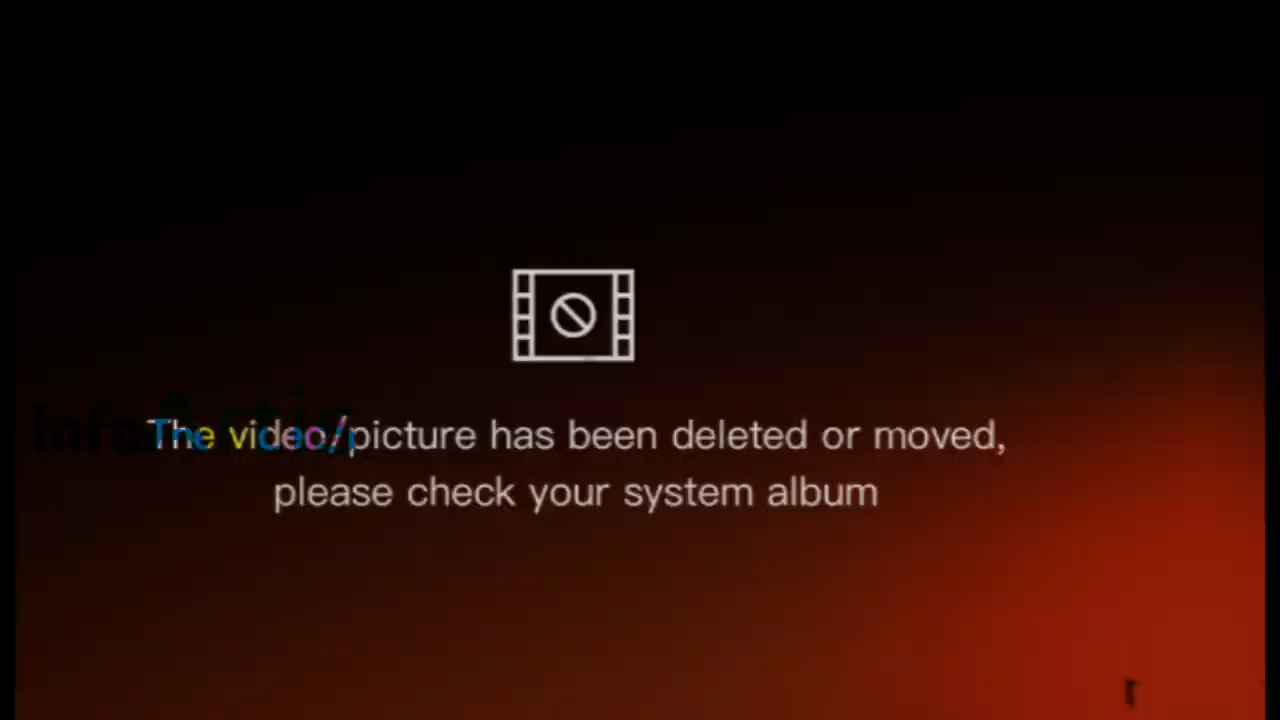 The video/picture has been deleted or moved,
please check your system album